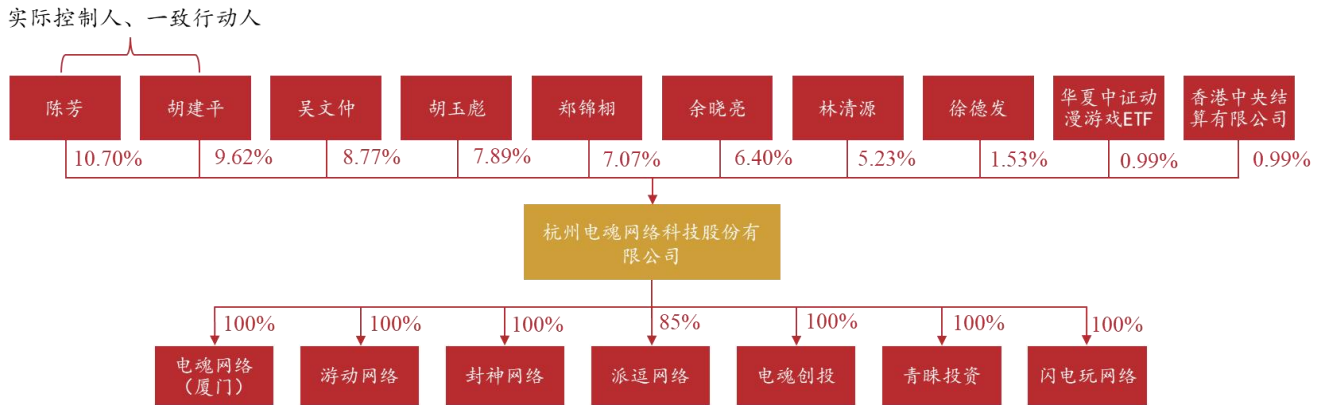 实际控制人、一致行动人
陈芳
胡建平
吴文仲
胡玉彪
郑锦栩
余晓亮
林清源
徐德发
华夏中证动
漫游戏ETF
香港中央结
算有限公司
10.70%
9.62%
8.77%
7.89%
7.07%
6.40%
5.23%
1.53%
0.99%
0.99%
杭州电魂网络科技股份有
限公司
100%
100%
100%
85%
100%
100%
100%
电魂网络
（厦门）
游动网络
封神网络
派逗网络
电魂创投
青睐投资
闪电玩网络